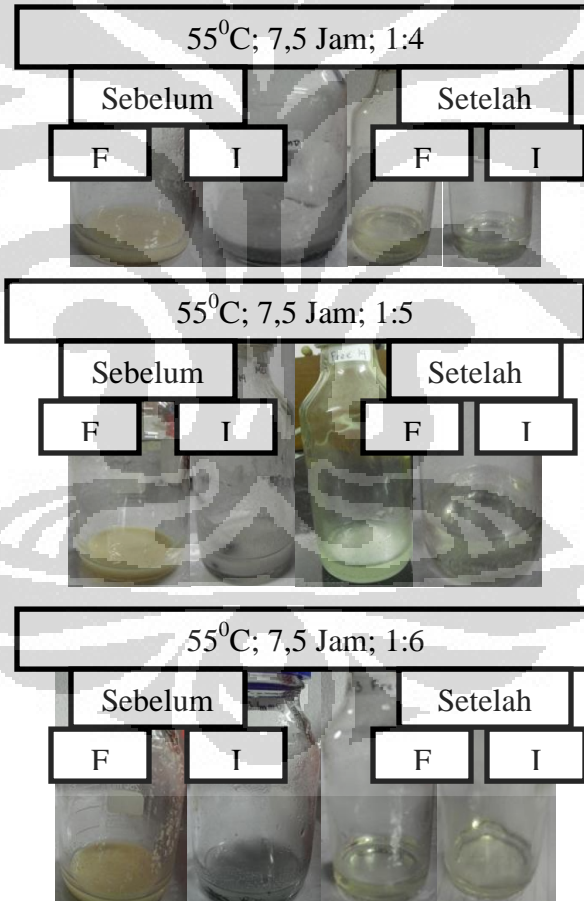 55⁰C; 7,5 Jam; 1:4
Sebelum Setelah
F I F I
55⁰C; 7,5 Jam; 1:5
Sebelum Setelah
F I F I
55⁰C; 7,5 Jam; 1:6
Sebelum Setelah
F I F I